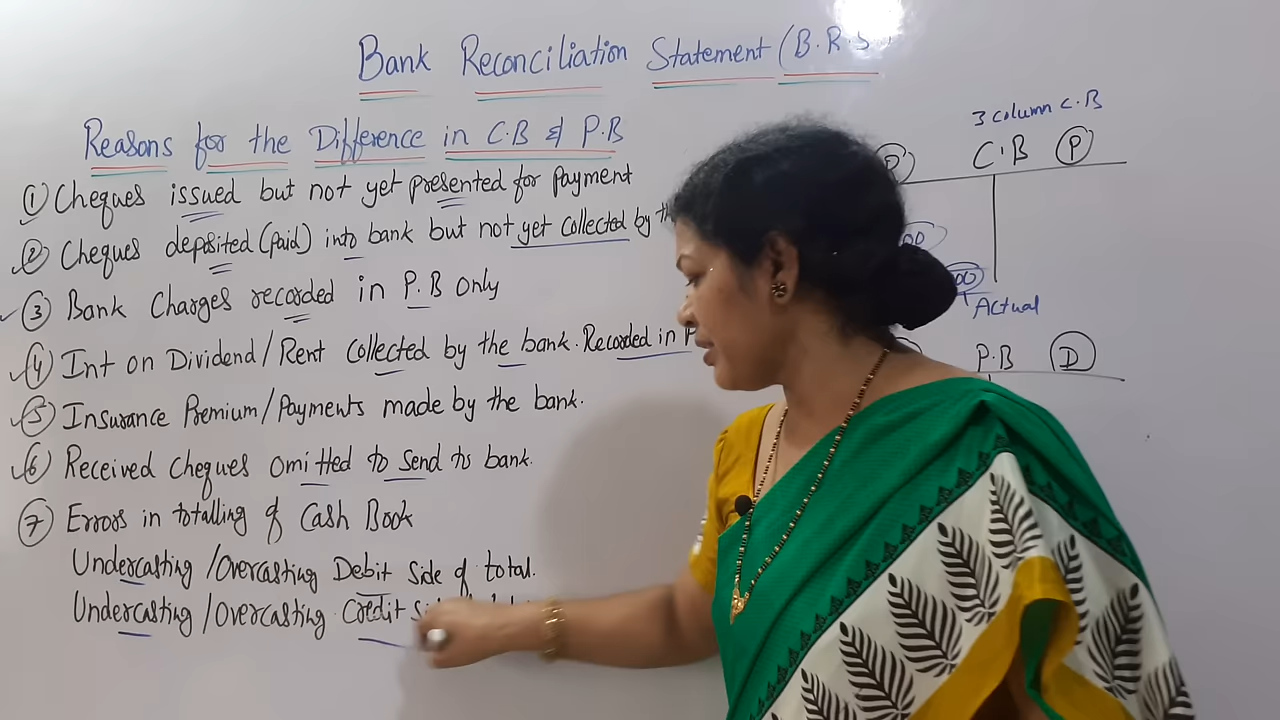 Bank Reconciliation Statement (B.R.S
Reasons for the Difference in C.B & P.B
① Cheques issued but not yet presented for payment
② Cheques deposited (paid) into bank but not yet collected by
③ Bank Charges recorded in P.B only
④ Int on Dividend/Rent Collected by the bank. Recorded in P
⑤ Insurance Premium/Payments made by the bank.
⑥ Received cheques omitted to send to bank.
⑦ Errors in totalling of Cash Book
Undercasting /Overcasting Debit side of total.
Undercasting /Overcasting Credit
3 column C.B
C.B P
Actual
P.B D